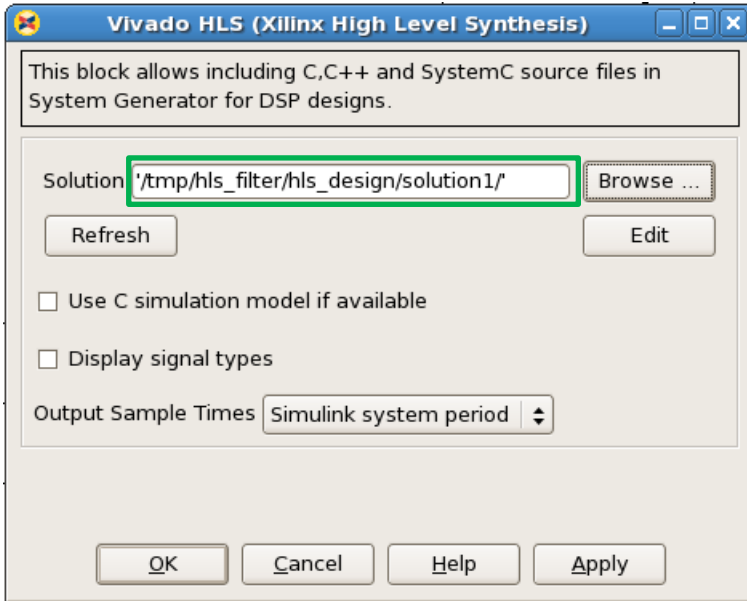 Vivado HLS (Xilinx High Level Synthesis)
This block allows including C,C++ and SystemC source files in
System Generator for DSP designs.
Solution '/tmp/hls_filter/hls_design/solution1/' Browse ...
Refresh Edit
Use C simulation model if available
Display signal types
Output Sample Times Simulink system period
OK Cancel Help Apply